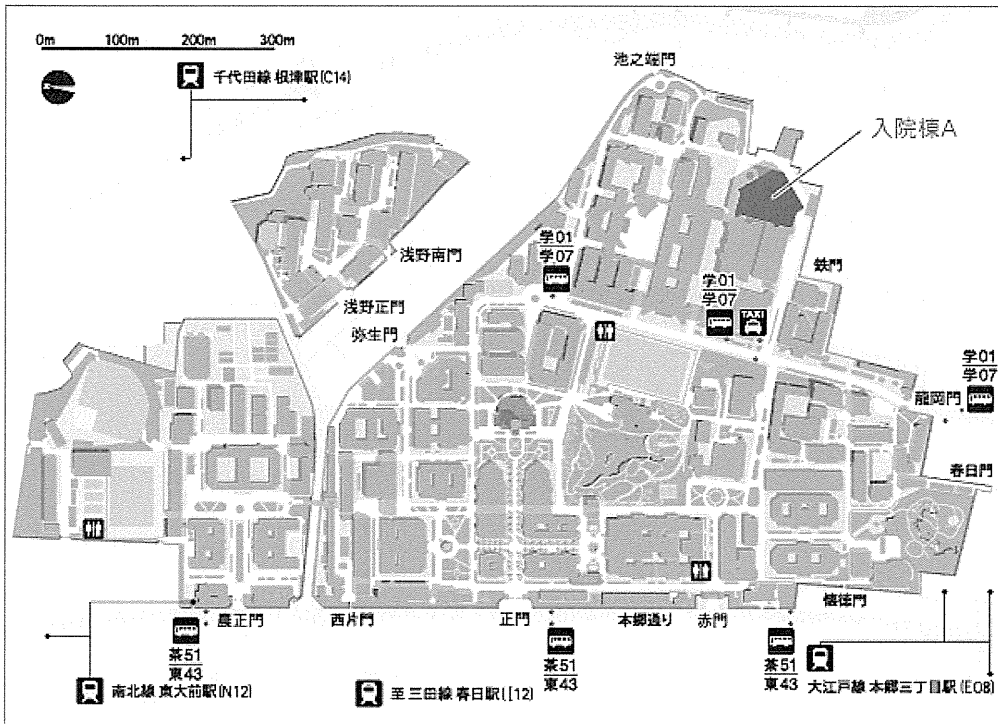 0m 100m 200m 300m
千代田線 根津駅(C14)
池之端門
入院棟A
浅野南門
学01
学07
学01
学07
TAXI
鉄門
浅野正門
弥生門
学01
学07
龍岡門
春日門
農正門
西片門
正門
本郷通り
赤門
懐徳門
茶51
東43
茶51
東43
茶51
東43
南北線 東大前駅(N12)
至 三田線 春日駅(I12)
大江戸線 本郷三丁目駅(E08)